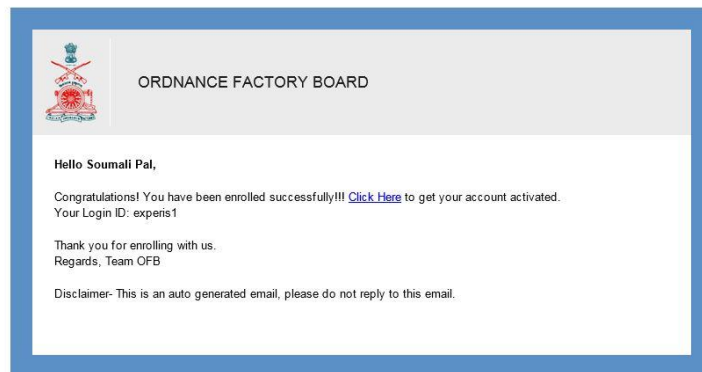 ORDNANCE FACTORY BOARD
Hello Soumali Pal,
Congratulations! You have been enrolled successfully!!! Click Here to get your account activated.
Your Login ID: experis1
Thank you for enrolling with us.
Regards, Team OFB
Disclaimer- This is an auto generated email, please do not reply to this email.